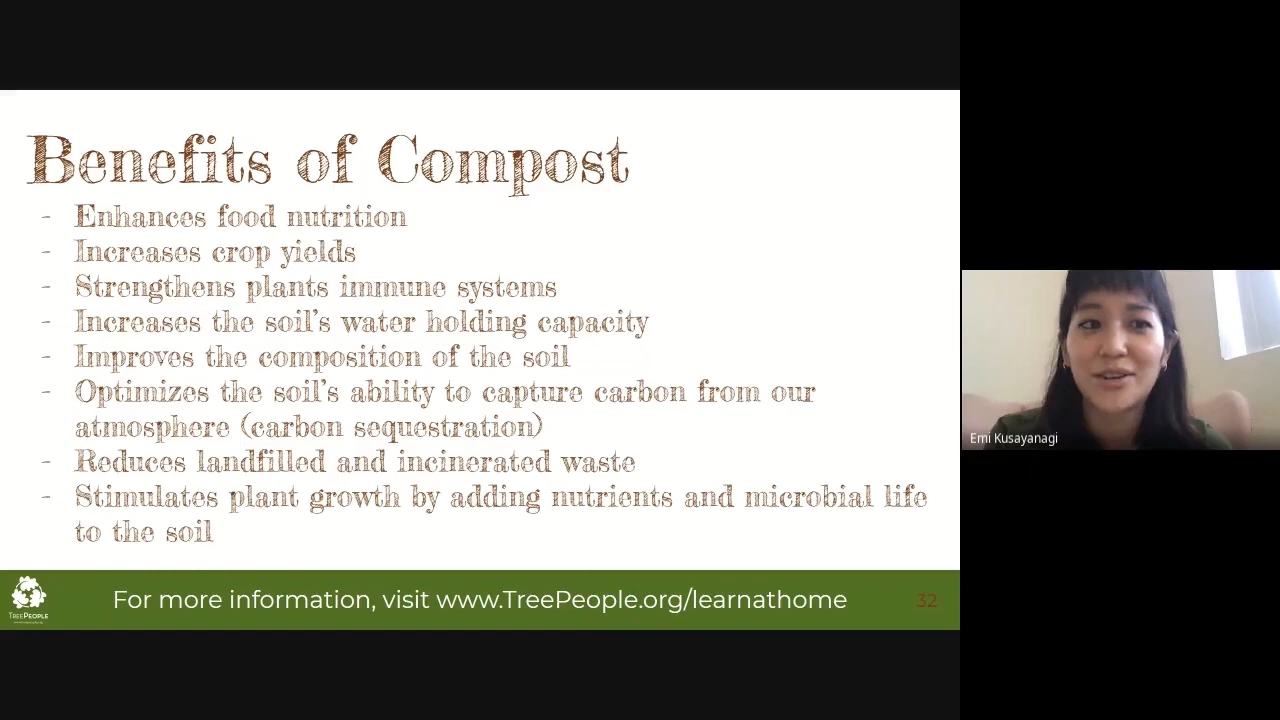 Benefits of Compost
- Enhances food nutrition
- Increases crop yields
- Strengthens plants immune systems
- Increases the soil's water holding capacity
- Improves the composition of the soil
- Optimizes the soil's ability to capture carbon from our
atmosphere (carbon sequestration)
- Reduces landfilled and incinerated waste
- Stimulates plant growth by adding nutrients and microbial life
to the soil
Emi Kusayanagi
TREEPEOPLE
For more information, visit www.TreePeople.org/learnathome
32